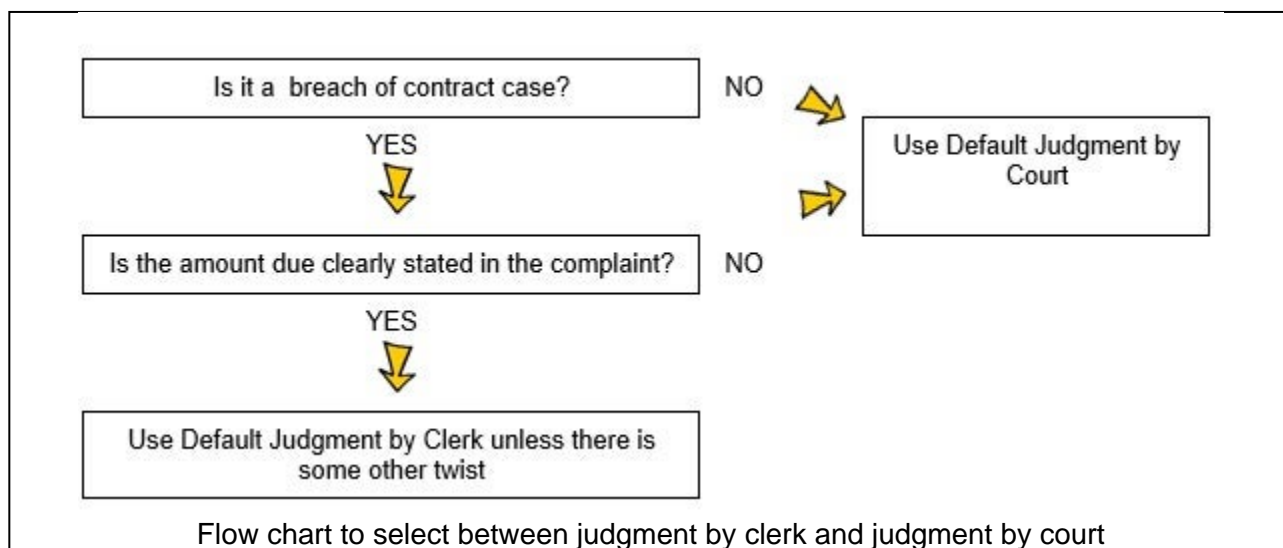 Is it a breach of contract case?
NO
YES
Use Default Judgment by
Court
Is the amount due clearly stated in the complaint?
NO
YES
Use Default Judgment by Clerk unless there is
some other twist
Flow chart to select between judgment by clerk and judgment by court